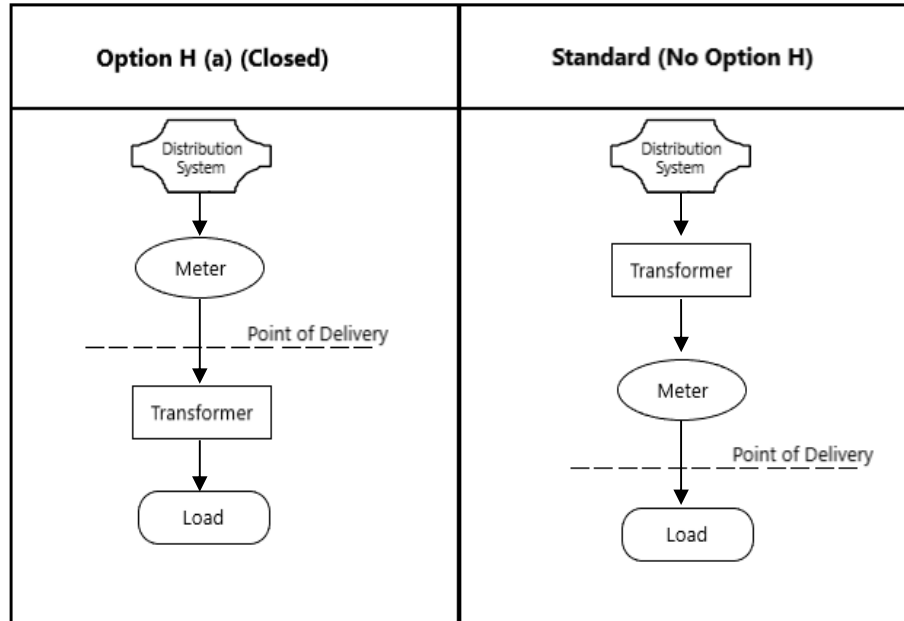 Option H (a) (Closed)
Standard (No Option H)
Distribution
System
Meter
Point of Delivery
Transformer
Load
Distribution
System
Transformer
Meter
Point of Delivery
Load